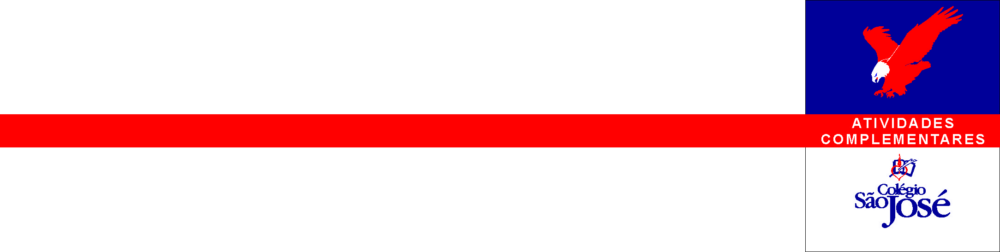 ATIVIDADES
COMPLEMENTARES
Colégio
São José